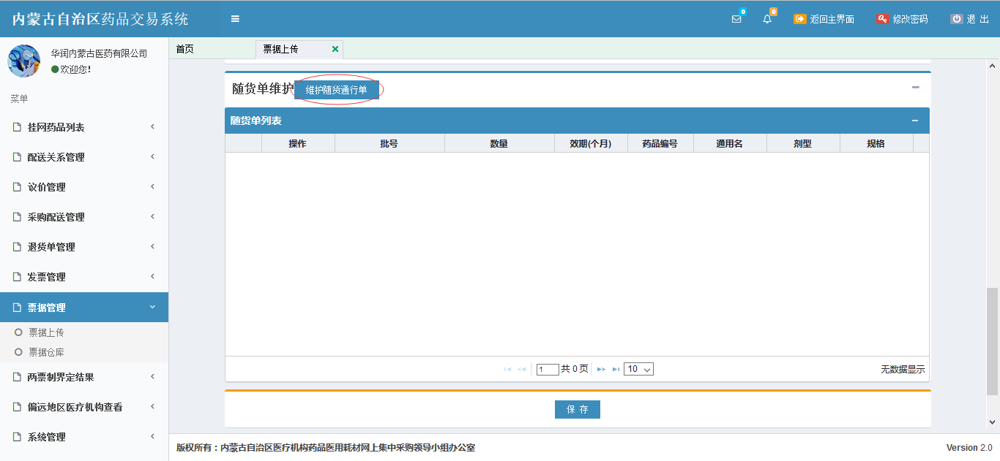 内蒙古自治区药品交易系统
0
0
返回主界面
修改密码
退 出
华润内蒙古医药有限公司
欢迎您!
菜单
挂网药品列表
配送关系管理
议价管理
采购配送管理
退货单管理
发票管理
票据管理
票据上传
票据仓库
两票制界定结果
偏远地区医疗机构查看
系统管理
首页
票据上传
随货单维护
维护随货通行单
随货单列表
操作 批号 数量 效期(个月) 药品编号 通用名 剂型 规格
1 共 0 页 10 无数据显示
保 存
版权所有：内蒙古自治区医疗机构药品医用耗材网上集中采购领导小组办公室
Version 2.0